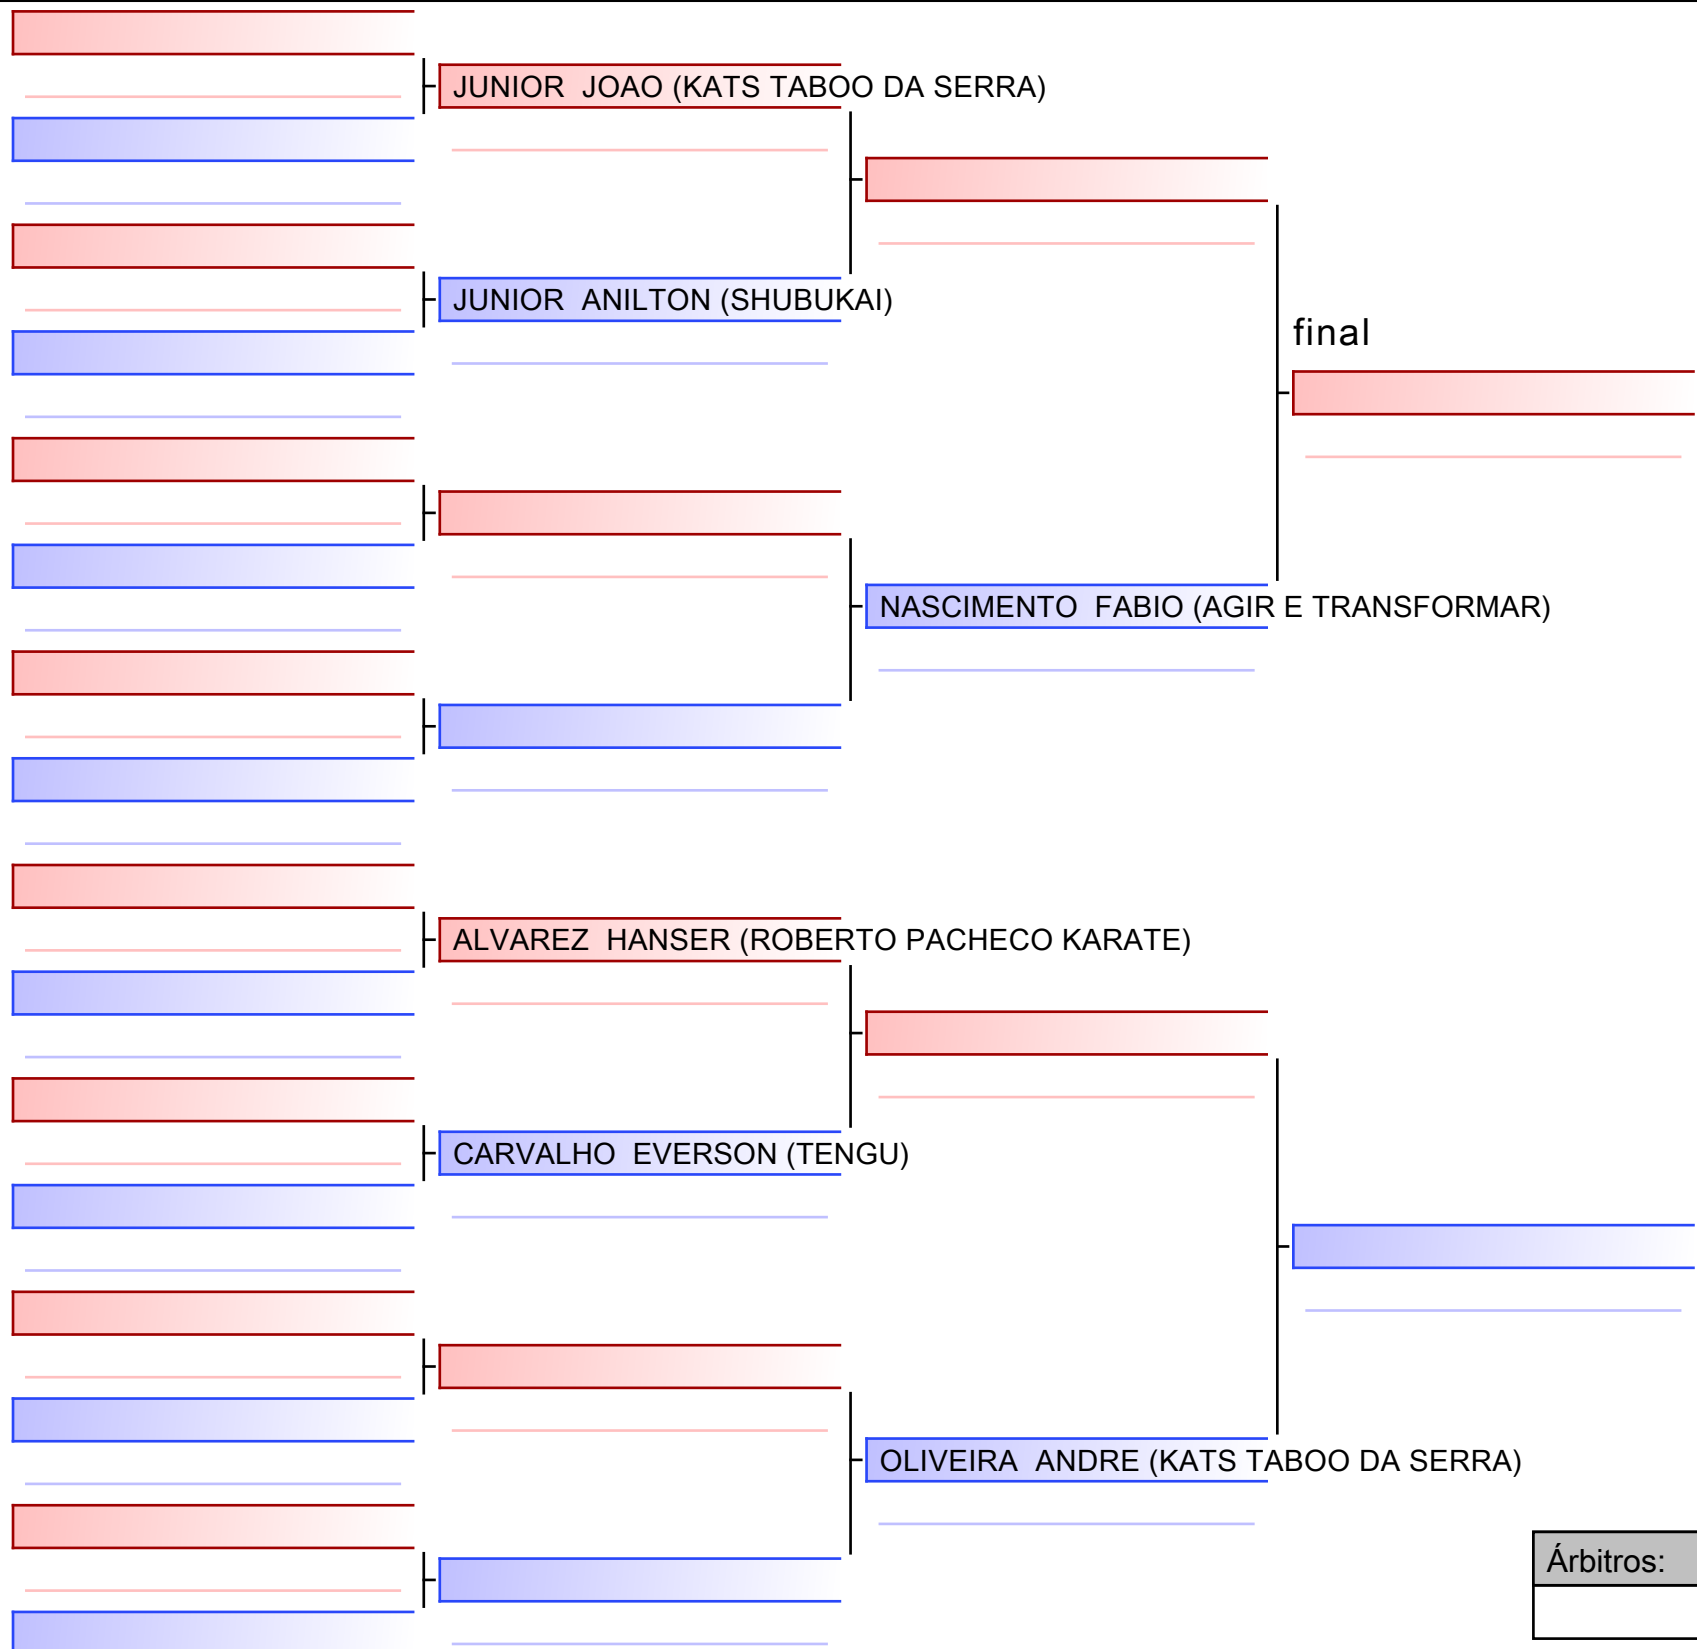 JUNIOR  JOAO (KATS TABOO DA SERRA)
JUNIOR  ANILTON (SHUBUKAI)
final
NASCIMENTO  FABIO (AGIR E TRANSFORMAR)
ALVAREZ  HANSER (ROBERTO PACHECO KARATE)
CARVALHO  EVERSON (TENGU)
OLIVEIRA  ANDRE (KATS TABOO DA SERRA)
Árbitros: